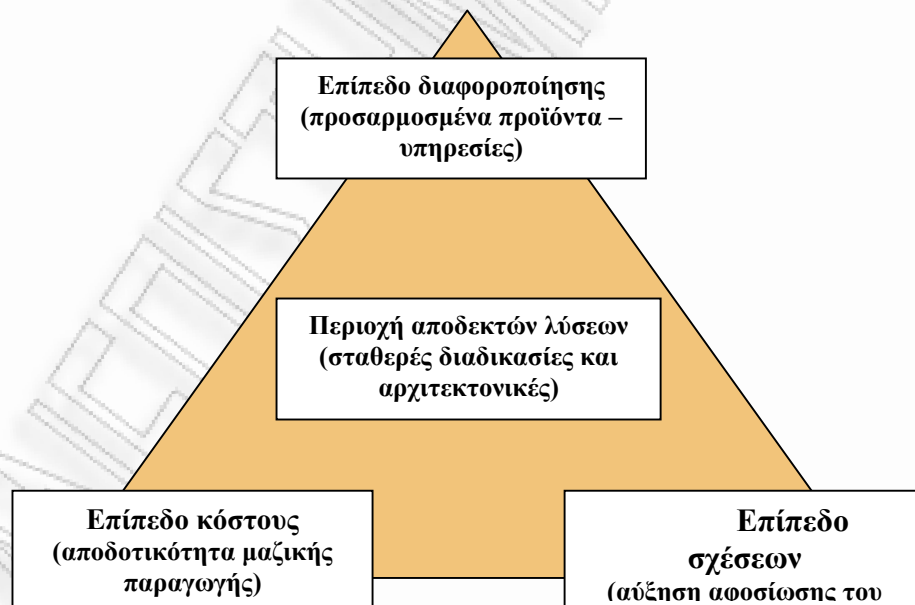 Επίπεδο διαφοροποίησης
(προσαρμοσμένα προϊόντα –
υπηρεσίες)
Περιοχή αποδεκτών λύσεων
(σταθερές διαδικασίες και
αρχιτεκτονικές)
Επίπεδο κόστους
(αποδοτικότητα μαζικής
παραγωγής)
Επίπεδο
σχέσεων
(αύξηση αφοσίωσης του